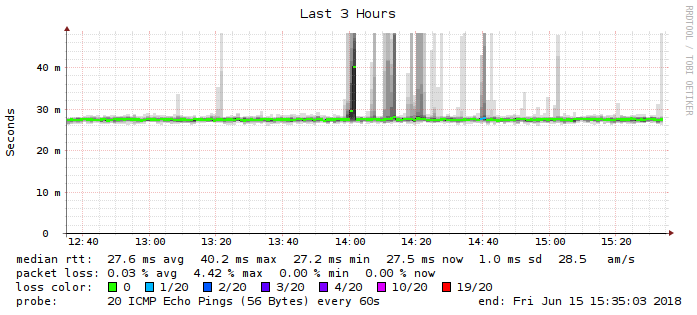 Last 3 Hours
RRDTOOL / TOBI OETIKER
Seconds
40 m
30 m
20 m
10 m
0
12:40 13:00 13:20 13:40 14:00 14:20 14:40 15:00 15:20
median rtt: 27.6 ms avg 40.2 ms max 27.2 ms min 27.5 ms now 1.0 ms sd 28.5 am/s
packet loss: 0.03 % avg 4.42 % max 0.00 % min 0.00 % now
loss color: 0 1/20 2/20 3/20 4/20 10/20 19/20
probe: 20 ICMP Echo Pings (56 Bytes) every 60s end: Fri Jun 15 15:35:03 2018